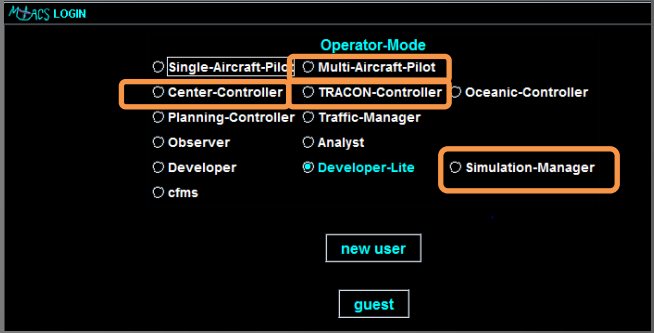 MACS LOGIN
Operator-Mode
Single-Aircraft-Pilot Multi-Aircraft-Pilot
Center-Controller TRACON-Controller Oceanic-Controller
Planning-Controller Traffic-Manager
Observer Analyst
Developer Developer-Lite Simulation-Manager
cfms
new user
guest